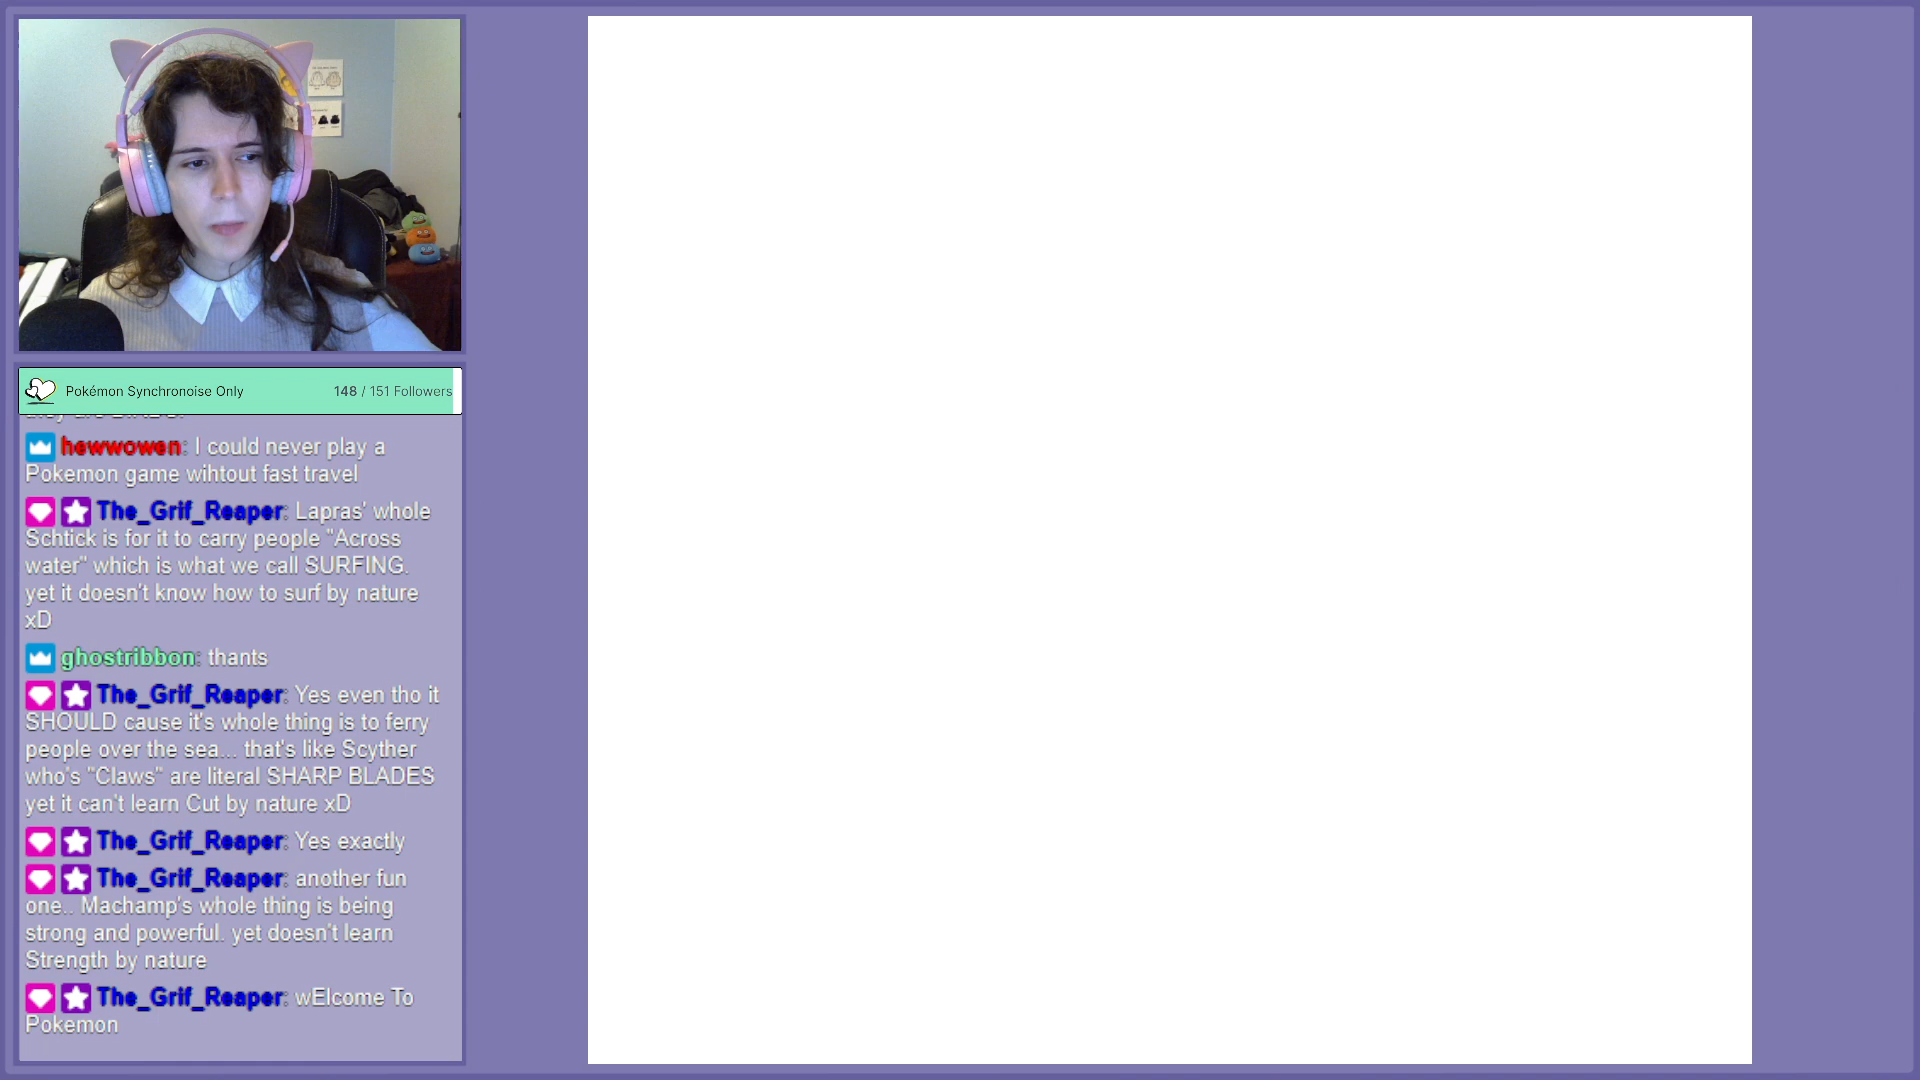 Pokémon Synchronoise Only 148 / 151 Followers
hewwowen: I could never play a
Pokemon game wihtout fast travel
The_Grif_Reaper: Lapras' whole
Schtick is for it to carry people "Across
water" which is what we call SURFING.
yet it doesn't know how to surf by nature
xD
ghostribbon: thants
The_Grif_Reaper: Yes even tho it
SHOULD cause it's whole thing is to ferry
people over the sea... that's like Scyther
who's "Claws" are literal SHARP BLADES
yet it can't learn Cut by nature xD
The_Grif_Reaper: Yes exactly
The_Grif_Reaper: another fun
one.. Machamp's whole thing is being
strong and powerful. yet doesn't learn
Strength by nature
The_Grif_Reaper: wElcome To
Pokemon